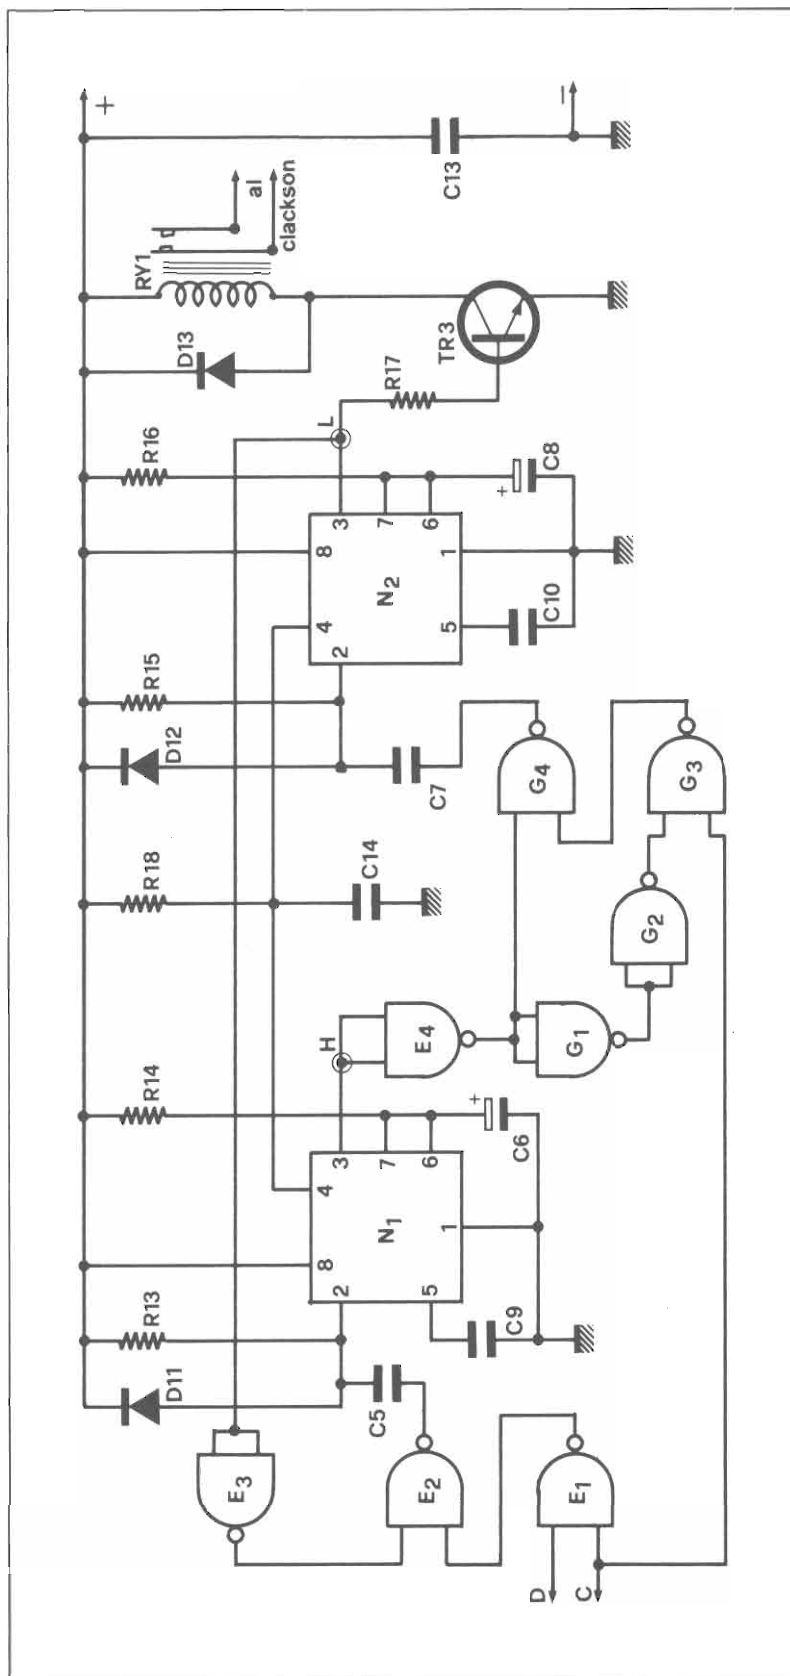 +
−
C13
al
clackson
RY1
D13
TR3
R17
L
R16
+
C8
3
7
6
8
1
N2
4
5
2
C10
R15
D12
C7
G4
G3
R18
C14
G2
H
E4
G1
R14
+
C6
3
7
6
4
1
N1
8
2
5
R13
C9
D11
C5
E3
E2
E1
D
C